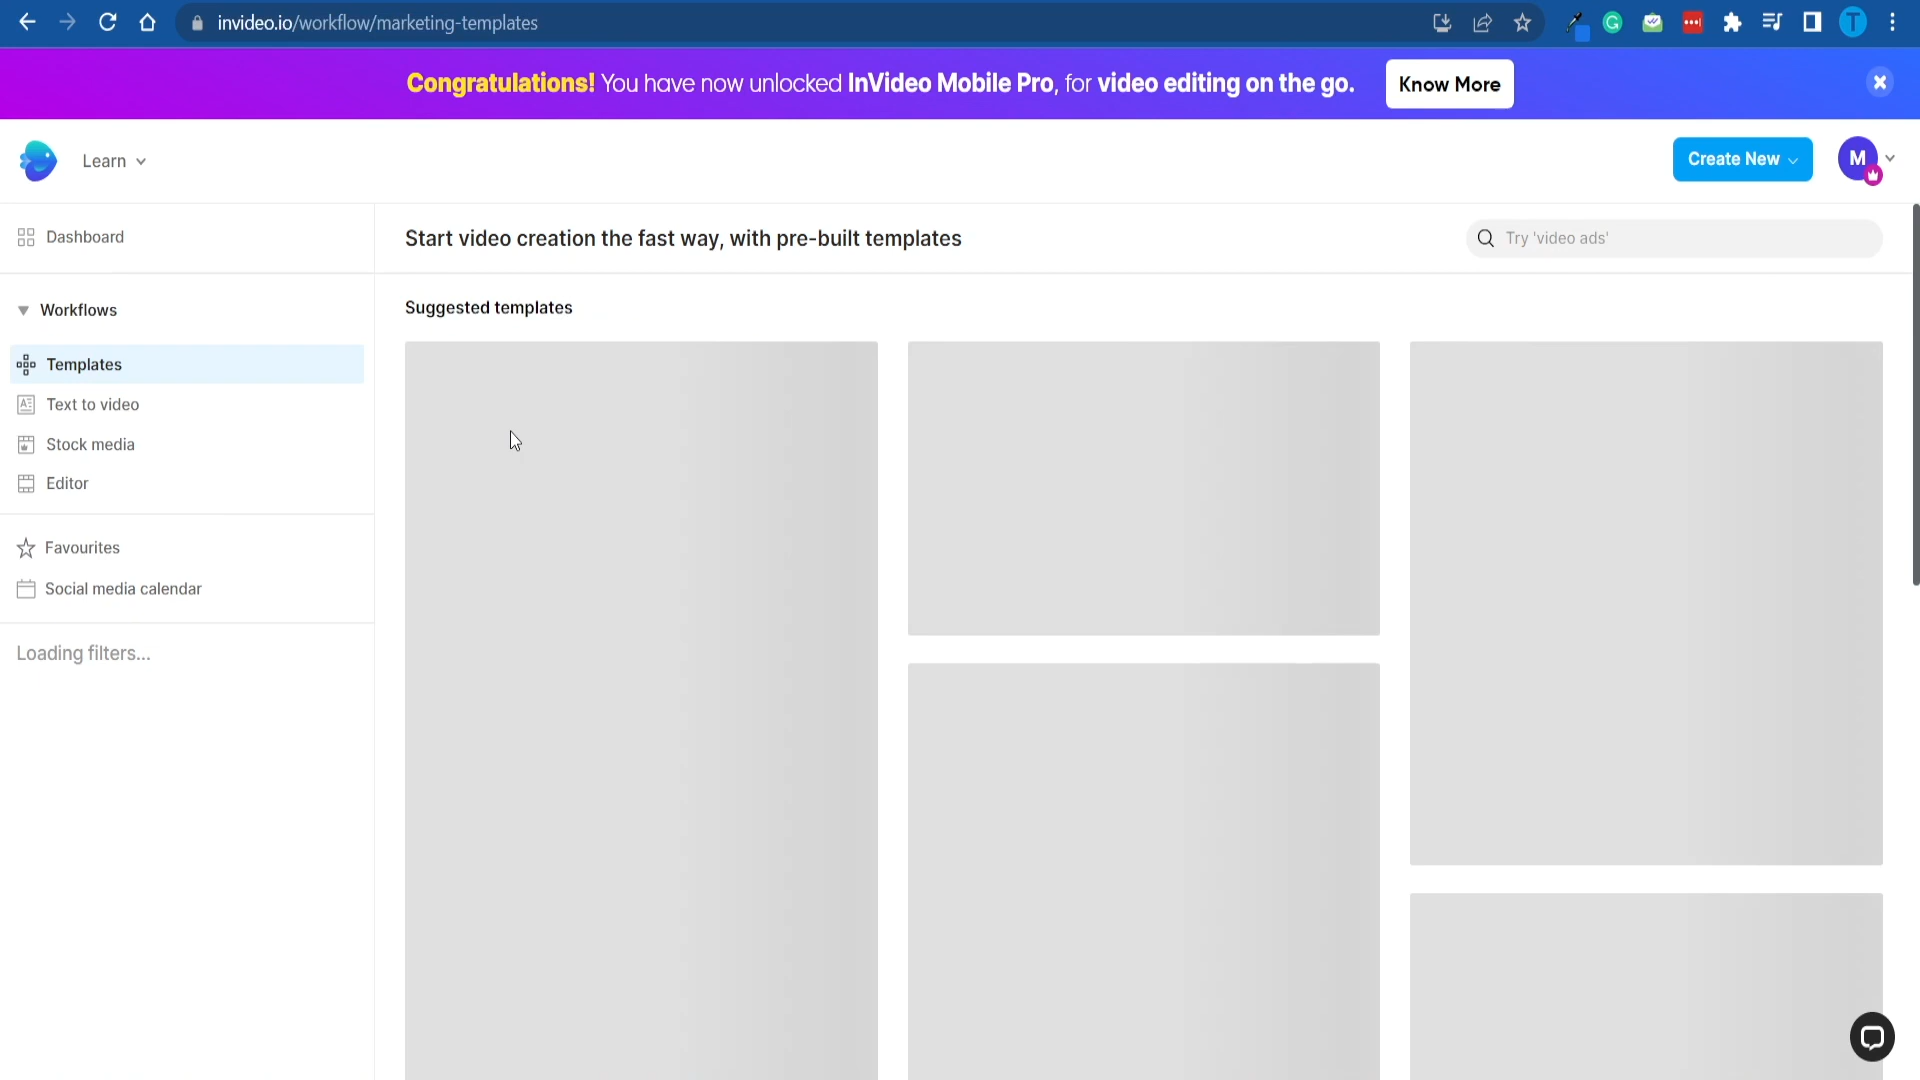 invideo.io/workflow/marketing-templates
T
Congratulations! You have now unlocked InVideo Mobile Pro, for video editing on the go.
Know More
Learn
Create New
M
Dashboard
Start video creation the fast way, with pre-built templates
Try 'video ads'
Workflows
Suggested templates
Templates
Text to video
Stock media
Editor
Favourites
Social media calendar
Loading filters...